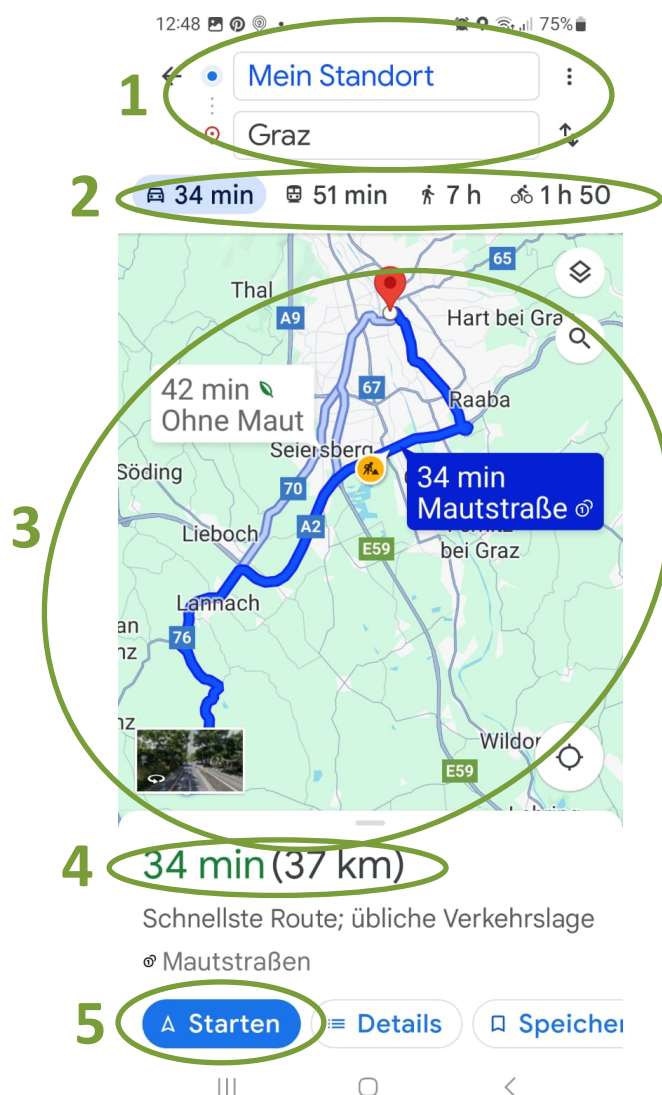 12:48
75%
1
Mein Standort
Graz
2
34 min
51 min
7 h
1 h 50
65
Thal
A9
Hart bei Gra
67
42 min
Ohne Maut
Raaba
Seiersberg
34 min
Mautstraße
Söding
70
3
A2
Lieboch
E59
bei Graz
Lannach
an
nz
76
nz
Wildon
E59
4
34 min (37 km)
Schnellste Route; übliche Verkehrslage
Mautstraßen
5
Starten
Details
Speicher